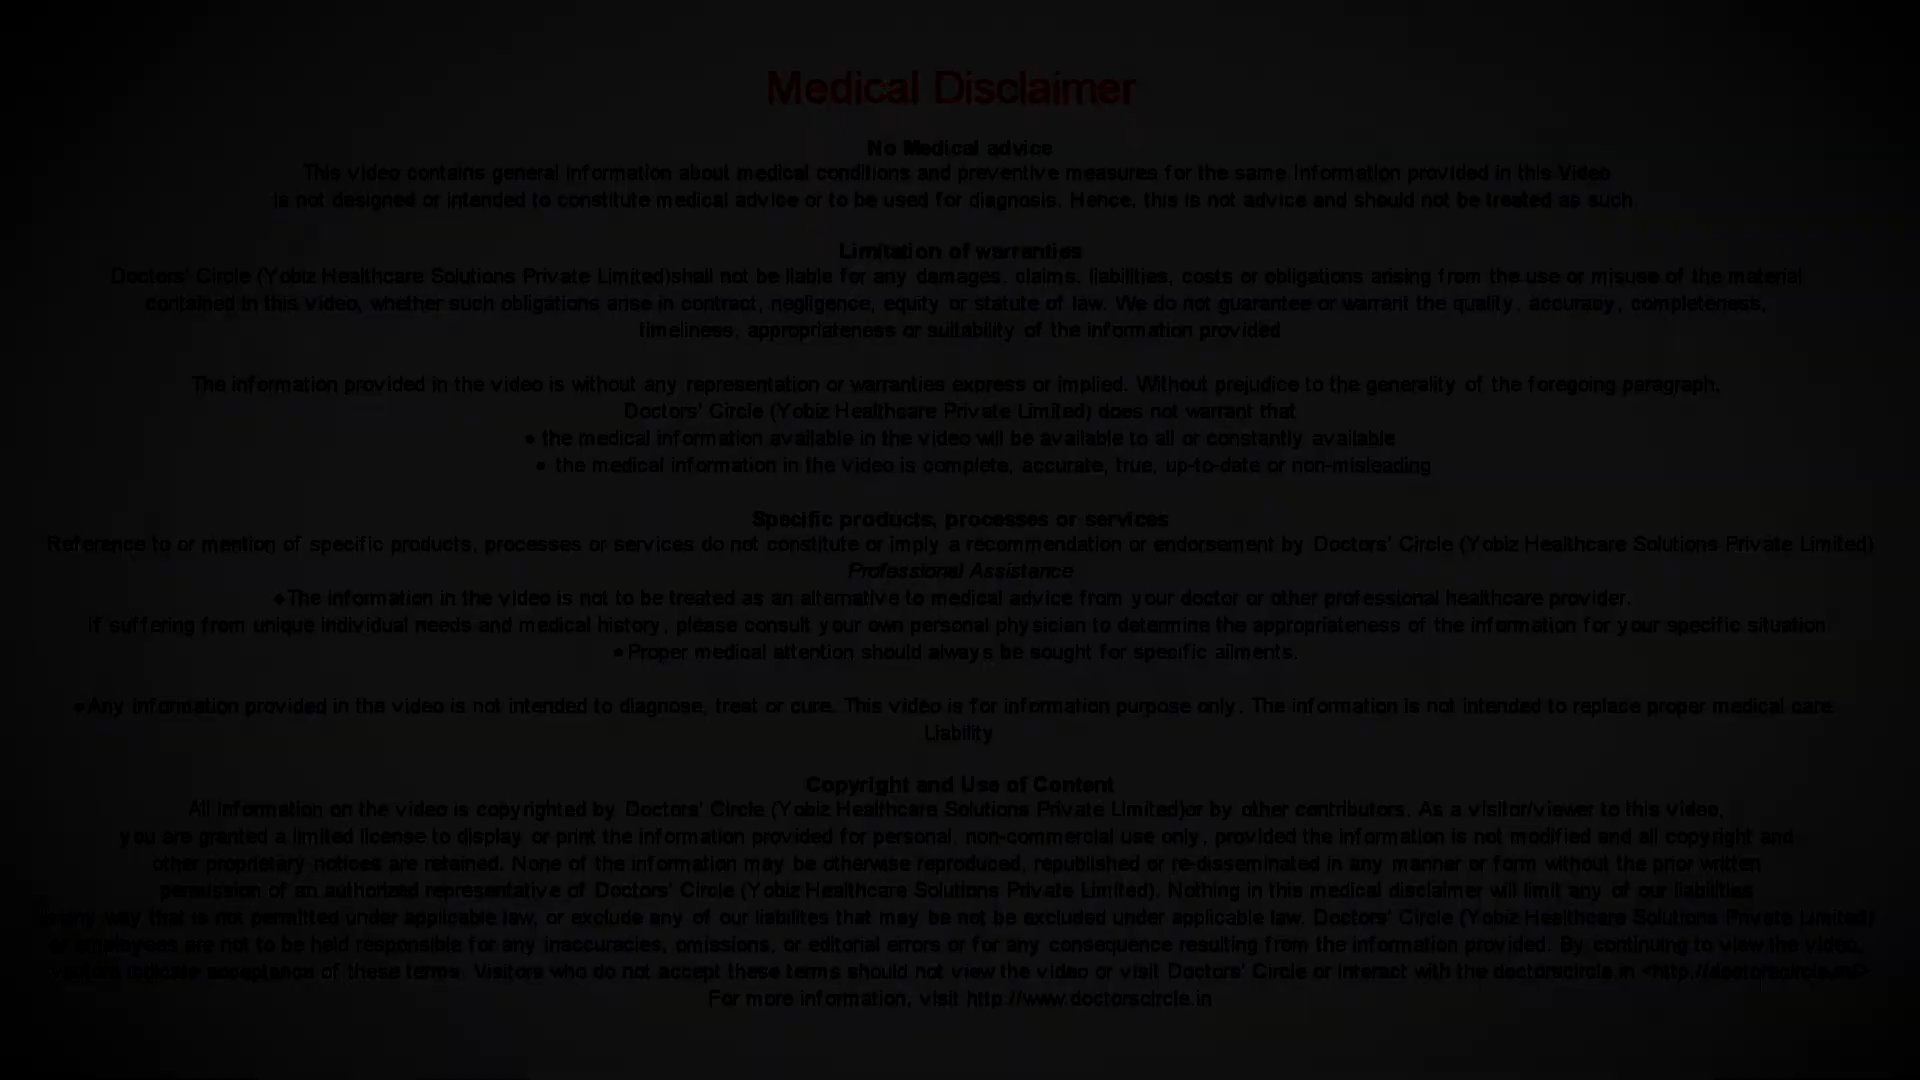 Medical Disclaimer
No Medical advice
This video contains general information about medical conditions and preventive measures for the same Information provided in this Video
is not designed or intended to constitute medical advice or to be used for diagnosis. Hence, this is not advice and should not be treated as such
Limitation of warranties
Doctors' Circle (Yobiz Healthcare Solutions Private Limited)shall not be liable for any damages, claims, liabilities, costs or obligations arising from the use or misuse of the material
contained in this video, whether such obligations arise in contract, negligence, equity or statute of law. We do not guarantee or warrant the quality, accuracy, completeness,
timeliness, appropriateness or suitability of the information provided
The information provided in the video is without any representation or warranties express or implied. Without prejudice to the generality of the foregoing paragraph,
Doctors' Circle (Yobiz Healthcare Private Limited) does not warrant that
• the medical information available in the video will be available to all or constantly available
• the medical information in the video is complete, accurate, true, up-to-date or non-misleading
Specific products, processes or services
Reference to or mention of specific products, processes or services do not constitute or imply a recommendation or endorsement by Doctors' Circle (Yobiz Healthcare Solutions Private Limited)
Professional Assistance
•The information in the video is not to be treated as an alternative to medical advice from your doctor or other professional healthcare provider.
If suffering from unique individual needs and medical history, please consult your own personal physician to determine the appropriateness of the information for your specific situation
•Proper medical attention should always be sought for specific ailments.
•Any information provided in the video is not intended to diagnose, treat or cure. This video is for information purpose only. The information is not intended to replace proper medical care
Liability
Copyright and Use of Content
All information on the video is copyrighted by Doctors' Circle (Yobiz Healthcare Solutions Private Limited)or by other contributors. As a visitor/viewer to this video,
you are granted a limited license to display or print the information provided for personal, non-commercial use only, provided the information is not modified and all copyright and
other proprietary notices are retained. None of the information may be otherwise reproduced, republished or re-disseminated in any manner or form without the prior written
permission of an authorized representative of Doctors' Circle (Yobiz Healthcare Solutions Private Limited). Nothing in this medical disclaimer will limit any of our liabilities
any way that is not permitted under applicable law, or exclude any of our liabilites that may be not be excluded under applicable law. Doctors' Circle (Yobiz Healthcare Solutions Private Limited)
or employees are not to be held responsible for any inaccuracies, omissions, or editorial errors or for any consequence resulting from the information provided. By continuing to view the video,
visitors indicate acceptance of these terms. Visitors who do not accept these terms should not view the video or visit Doctors' Circle or interact with the doctorscircle.in <http://doctorscircle.in/>
For more information, visit http://www.doctorscircle.in